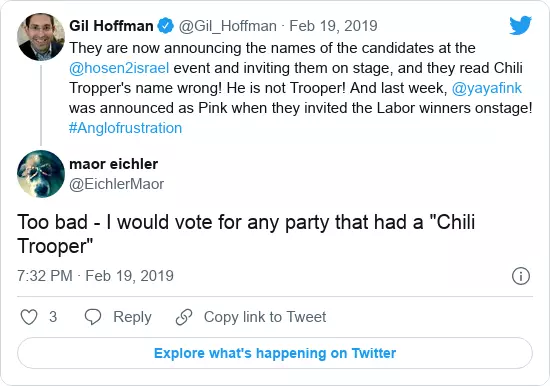 Gil Hoffman @Gil_Hoffman · Feb 19, 2019
They are now announcing the names of the candidates at the
@hosen2israel event and inviting them on stage, and they read Chili
Tropper's name wrong! He is not Trooper! And last week, @yayafink
was announced as Pink when they invited the Labor winners onstage!
#Anglofrustration
maor eichler
@EichlerMaor
Too bad - I would vote for any party that had a "Chili
Trooper"
7:32 PM · Feb 19, 2019
3 Reply Copy link to Tweet
Explore what's happening on Twitter